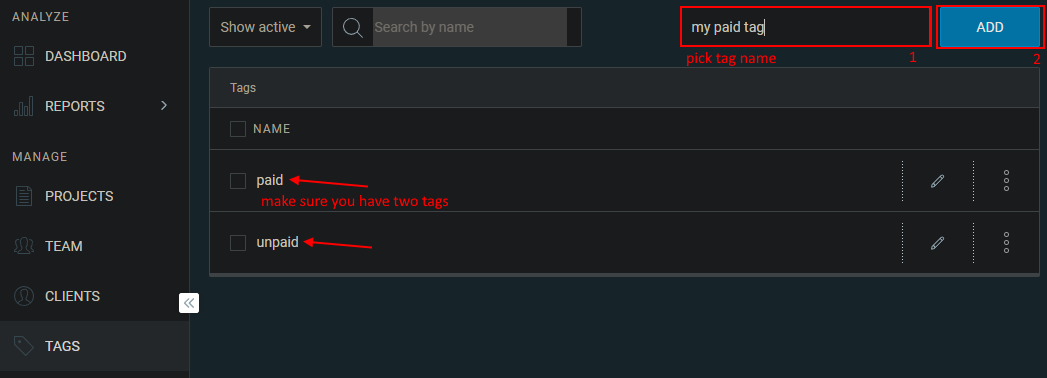 ANALYZE
DASHBOARD
REPORTS
MANAGE
PROJECTS
TEAM
CLIENTS
TAGS
Show active
Search by name
my paid tag
ADD
pick tag name
1
2
Tags
NAME
paid
make sure you have two tags
unpaid